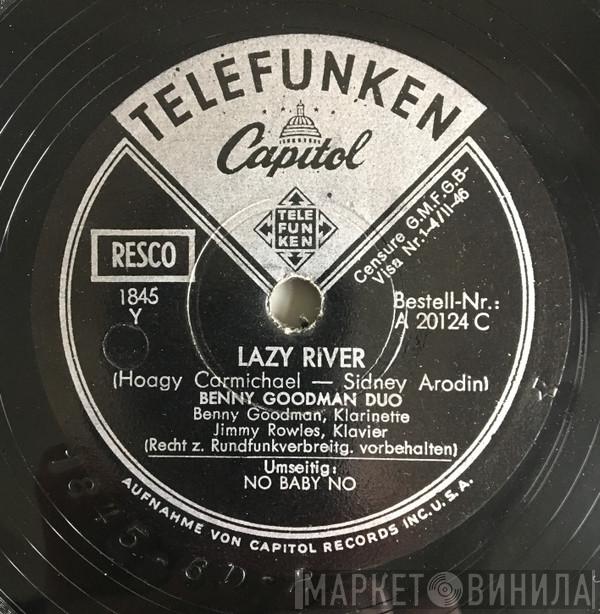 TELEFUNKEN
Capitol
TELE
FUN
KEN
RESCO
1845
Y
Censure G.M.F.G.B-
Visa Nr. 1-4/II-46
Bestell-Nr.:
A 20124 C
LAZY RIVER
(Hoagy Carmichael — Sidney Arodin)
BENNY GOODMAN DUO
Benny Goodman, Klarinette
Jimmy Rowles, Klavier
(Recht z. Rundfunkverbreitg. vorbehalten)
Umseitig:
NO BABY NO
AUFNAHME VON CAPITOL RECORDS INC. U.S.A.
МАРКЕТ ВИНИЛА